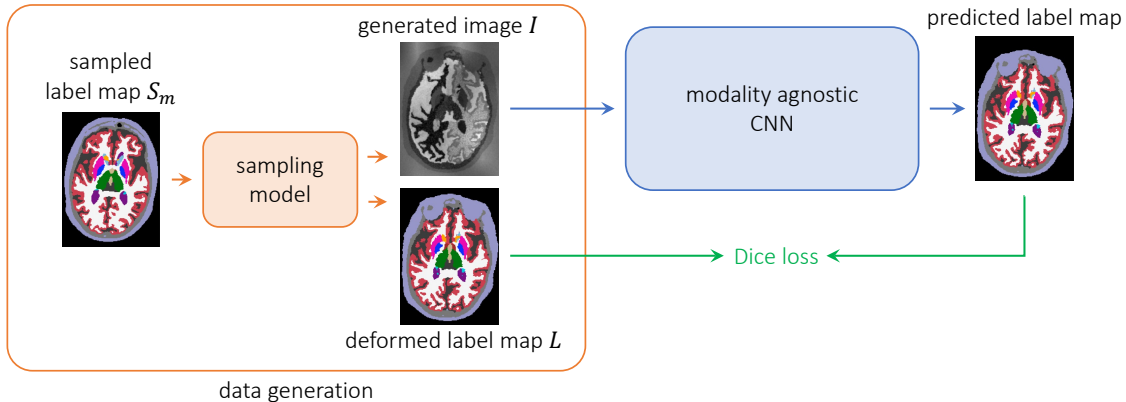 sampled
label map S_m
sampling
model
generated image I
deformed label map L
data generation
modality agnostic
CNN
predicted label map
Dice loss